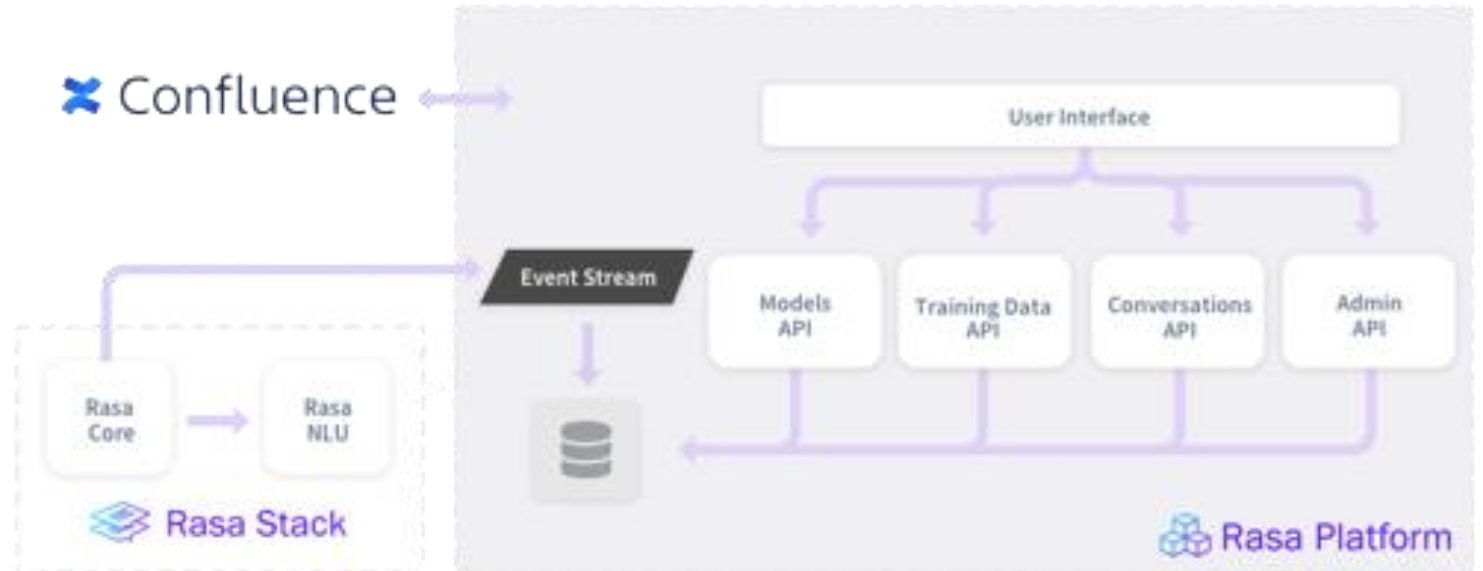 Confluence
User Interface
Event Stream
Models
API
Training Data
API
Conversations
API
Admin
API
Rasa
Core
Rasa
NLU
Rasa Stack
Rasa Platform